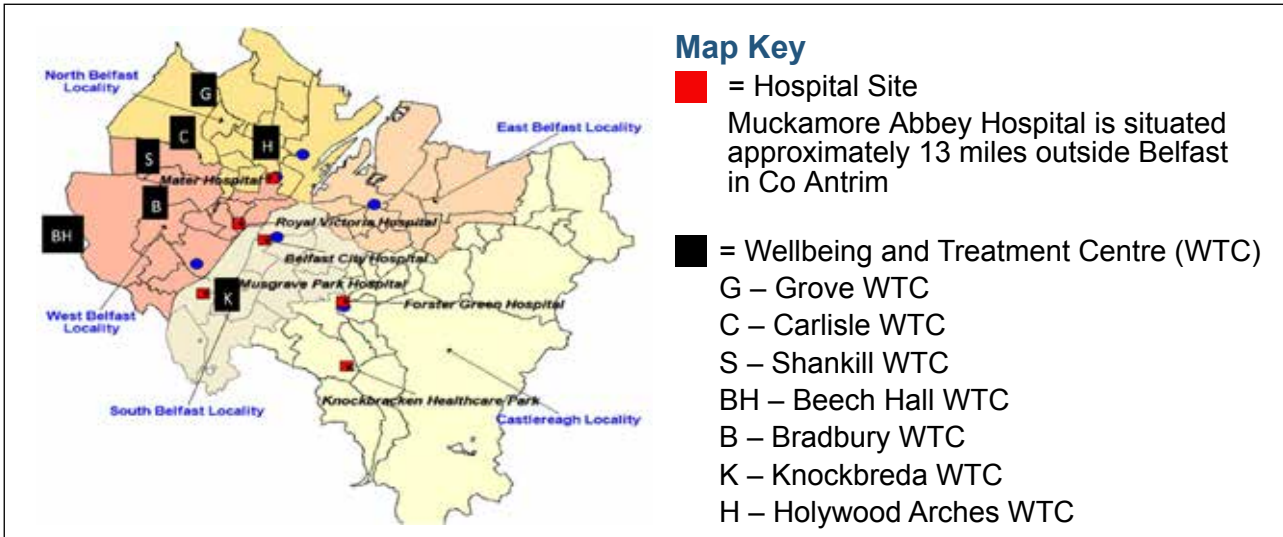 North Belfast
Locality
G
C
H
S
East Belfast Locality
Mater Hospital
B
Royal Victoria Hospital
BH
Belfast City Hospital
Musgrave Park Hospital
K
Forster Green Hospital
West Belfast
Locality
Knockbracken Healthcare Park
South Belfast Locality
Castlereagh Locality
Map Key
= Hospital Site
Muckamore Abbey Hospital is situated
approximately 13 miles outside Belfast
in Co Antrim
= Wellbeing and Treatment Centre (WTC)
G – Grove WTC
C – Carlisle WTC
S – Shankill WTC
BH – Beech Hall WTC
B – Bradbury WTC
K – Knockbreda WTC
H – Holywood Arches WTC